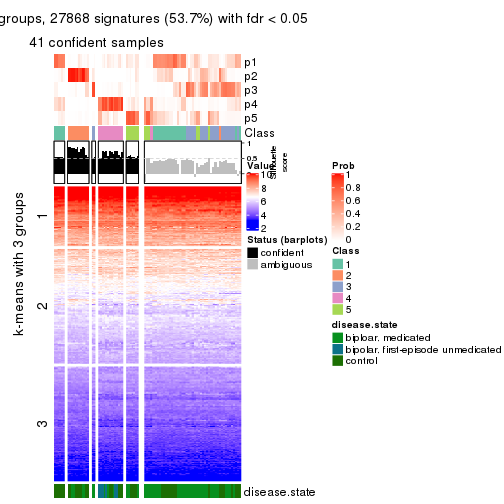 groups, 27868 signatures (53.7%) with fdr < 0.05
41 confident samples
p1
p2
p3
p4
p5
Class
1
0.5
0
Silhouette
score
k-means with 3 groups
1
2
3
disease.state
Value
10
8
6
4
2
Status (barplots)
confident
ambiguous
Prob
1
0.8
0.6
0.4
0.2
0
Class
1
2
3
4
5
disease.state
biploar. medicated
bipolar. first-episode unmedicated
control